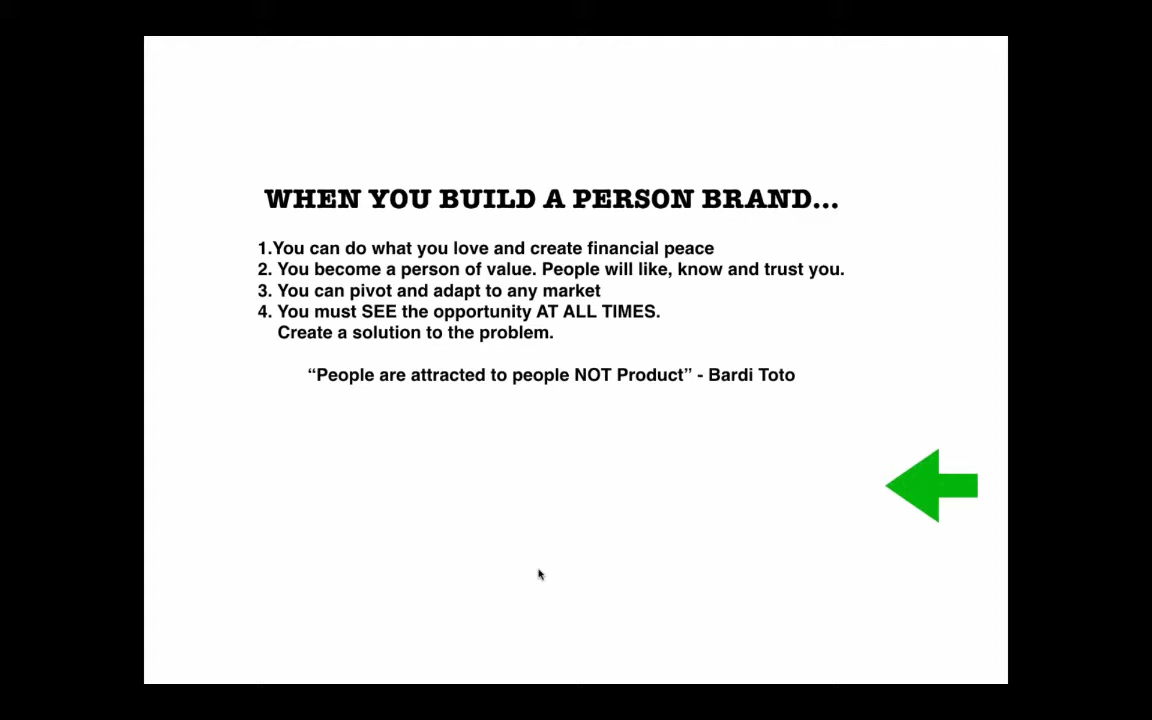 WHEN YOU BUILD A PERSON BRAND...
1.You can do what you love and create financial peace
2. You become a person of value. People will like, know and trust you.
3. You can pivot and adapt to any market
4. You must SEE the opportunity AT ALL TIMES.
Create a solution to the problem.
“People are attracted to people NOT Product” - Bardi Toto